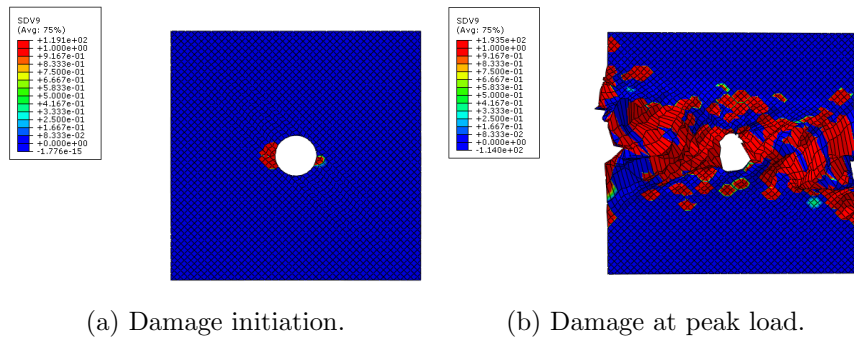 SDV9
(Avg: 75%)
+1.191e+02
+1.000e+00
+9.167e-01
+8.333e-01
+7.500e-01
+6.667e-01
+5.833e-01
+5.000e-01
+4.167e-01
+3.333e-01
+2.500e-01
+1.667e-01
+8.333e-02
+0.000e+00
-1.776e-15
SDV9
(Avg: 75%)
+1.935e+02
+1.000e+00
+9.167e-01
+8.333e-01
+7.500e-01
+6.667e-01
+5.833e-01
+5.000e-01
+4.167e-01
+3.333e-01
+2.500e-01
+1.667e-01
+8.333e-02
+0.000e+00
-1.140e+02
(a) Damage initiation.
(b) Damage at peak load.